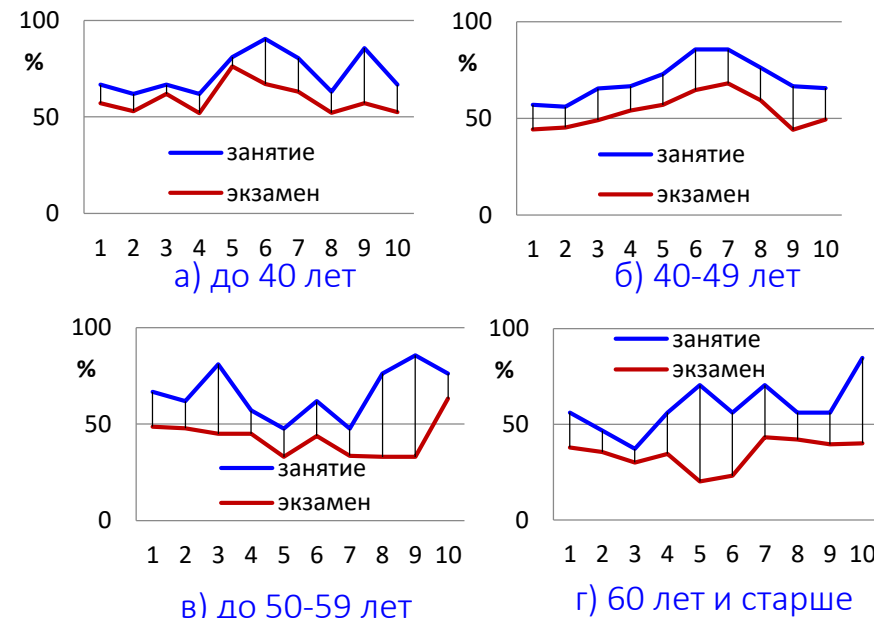 100
%
50
0
занятие
экзамен
1 2 3 4 5 6 7 8 9 10
а) до 40 лет
100
%
50
0
занятие
экзамен
1 2 3 4 5 6 7 8 9 10
б) 40-49 лет
100
%
50
0
занятие
экзамен
1 2 3 4 5 6 7 8 9 10
в) до 50-59 лет
100
%
50
0
занятие
экзамен
1 2 3 4 5 6 7 8 9 10
г) 60 лет и старше